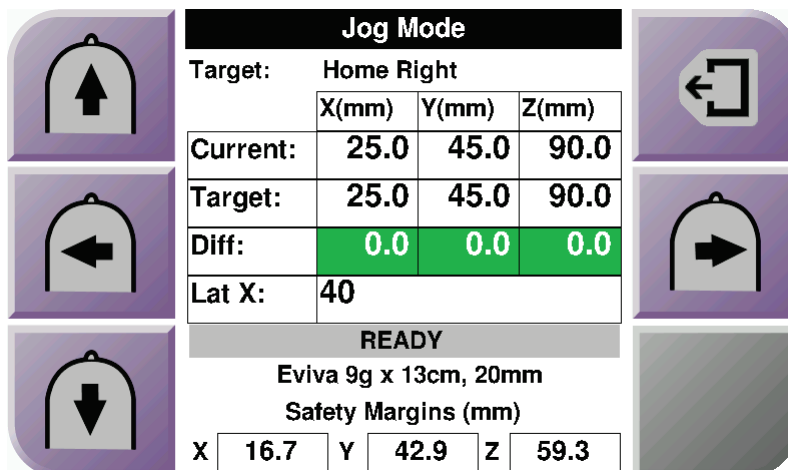 Jog Mode
Target: Home Right
X(mm) Y(mm) Z(mm)
Current: 25.0 45.0 90.0
Target: 25.0 45.0 90.0
Diff: 0.0 0.0 0.0
Lat X: 40
READY
Eviva 9g x 13cm, 20mm
Safety Margins (mm)
X 16.7 Y 42.9 Z 59.3